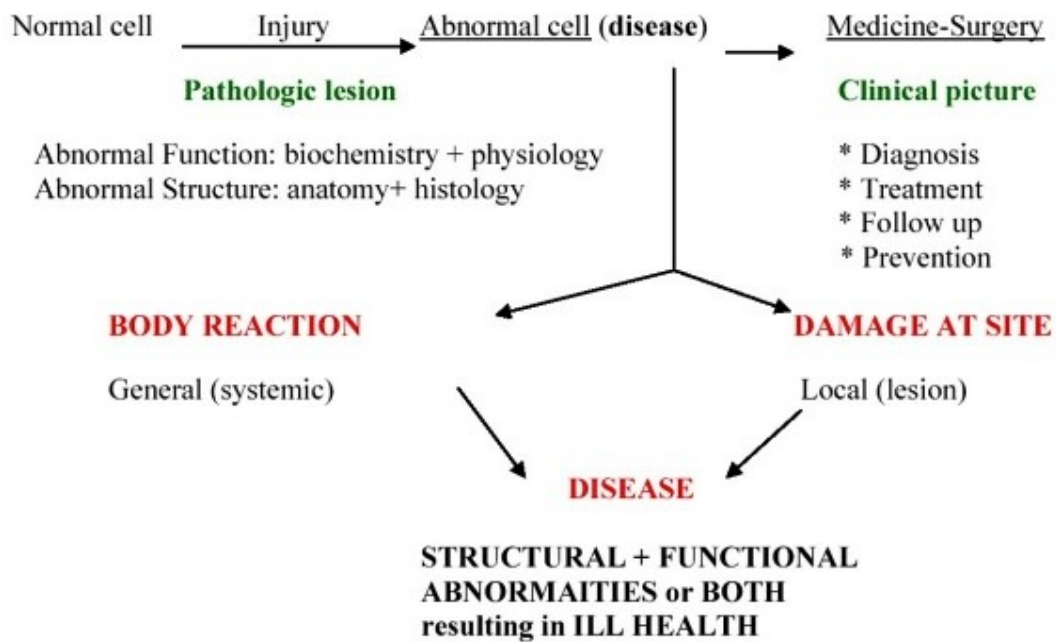 Normal cell Injury Abnormal cell (disease) Medicine-Surgery
Pathologic lesion Clinical picture
Abnormal Function: biochemistry + physiology
Abnormal Structure: anatomy+ histology
* Diagnosis
* Treatment
* Follow up
* Prevention
BODY REACTION DAMAGE AT SITE
General (systemic) Local (lesion)
DISEASE
STRUCTURAL + FUNCTIONAL
ABNORMAITIES or BOTH
resulting in ILL HEALTH